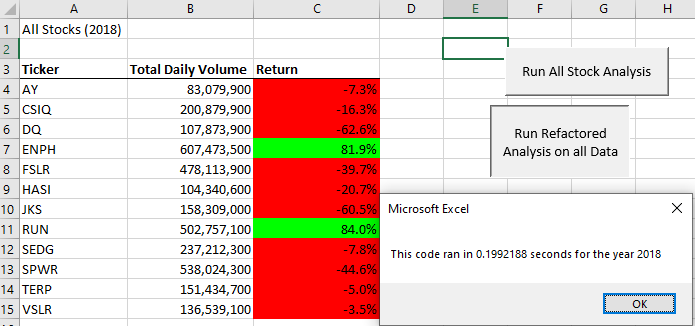 A B C D E F G H
1 All Stocks (2018)
2
3 Ticker Total Daily Volume Return
4 AY 83,079,900 -7.3%
5 CSIQ 200,879,900 -16.3%
6 DQ 107,873,900 -62.6%
7 ENPH 607,473,500 81.9%
8 FSLR 478,113,900 -39.7%
9 HASI 104,340,600 -20.7%
10 JKS 158,309,000 -60.5%
11 RUN 502,757,100 84.0%
12 SEDG 237,212,300 -7.8%
13 SPWR 538,024,300 -44.6%
14 TERP 151,434,700 -5.0%
15 VSLR 136,539,100 -3.5%
Run All Stock Analysis
Run Refactored
Analysis on all Data
Microsoft Excel
This code ran in 0.1992188 seconds for the year 2018
OK